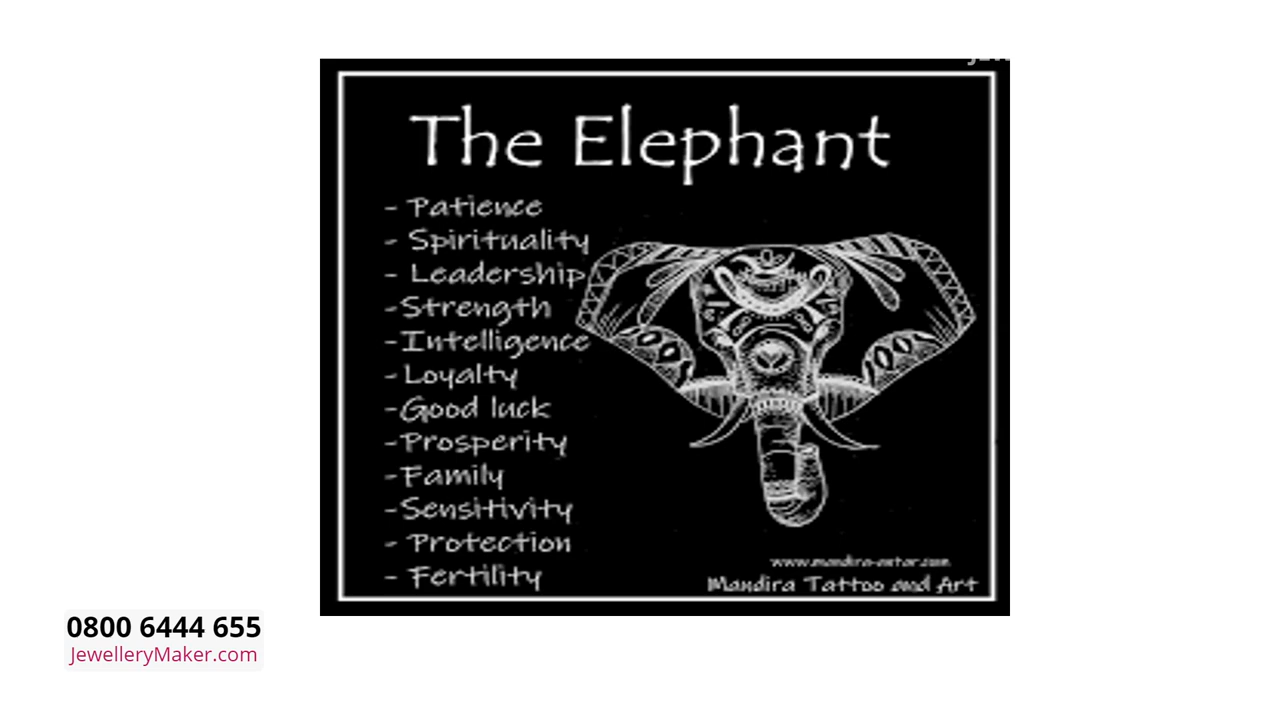 The Elephant
- Patience
- Spirituality
- Leadership
-Strength
-Intelligence
-Loyalty
-Good luck
-Prosperity
-Family
-Sensitivity
- Protection
- Fertility
Mandira Tattoo and Art
0800 6444 655
JewelleryMaker.com